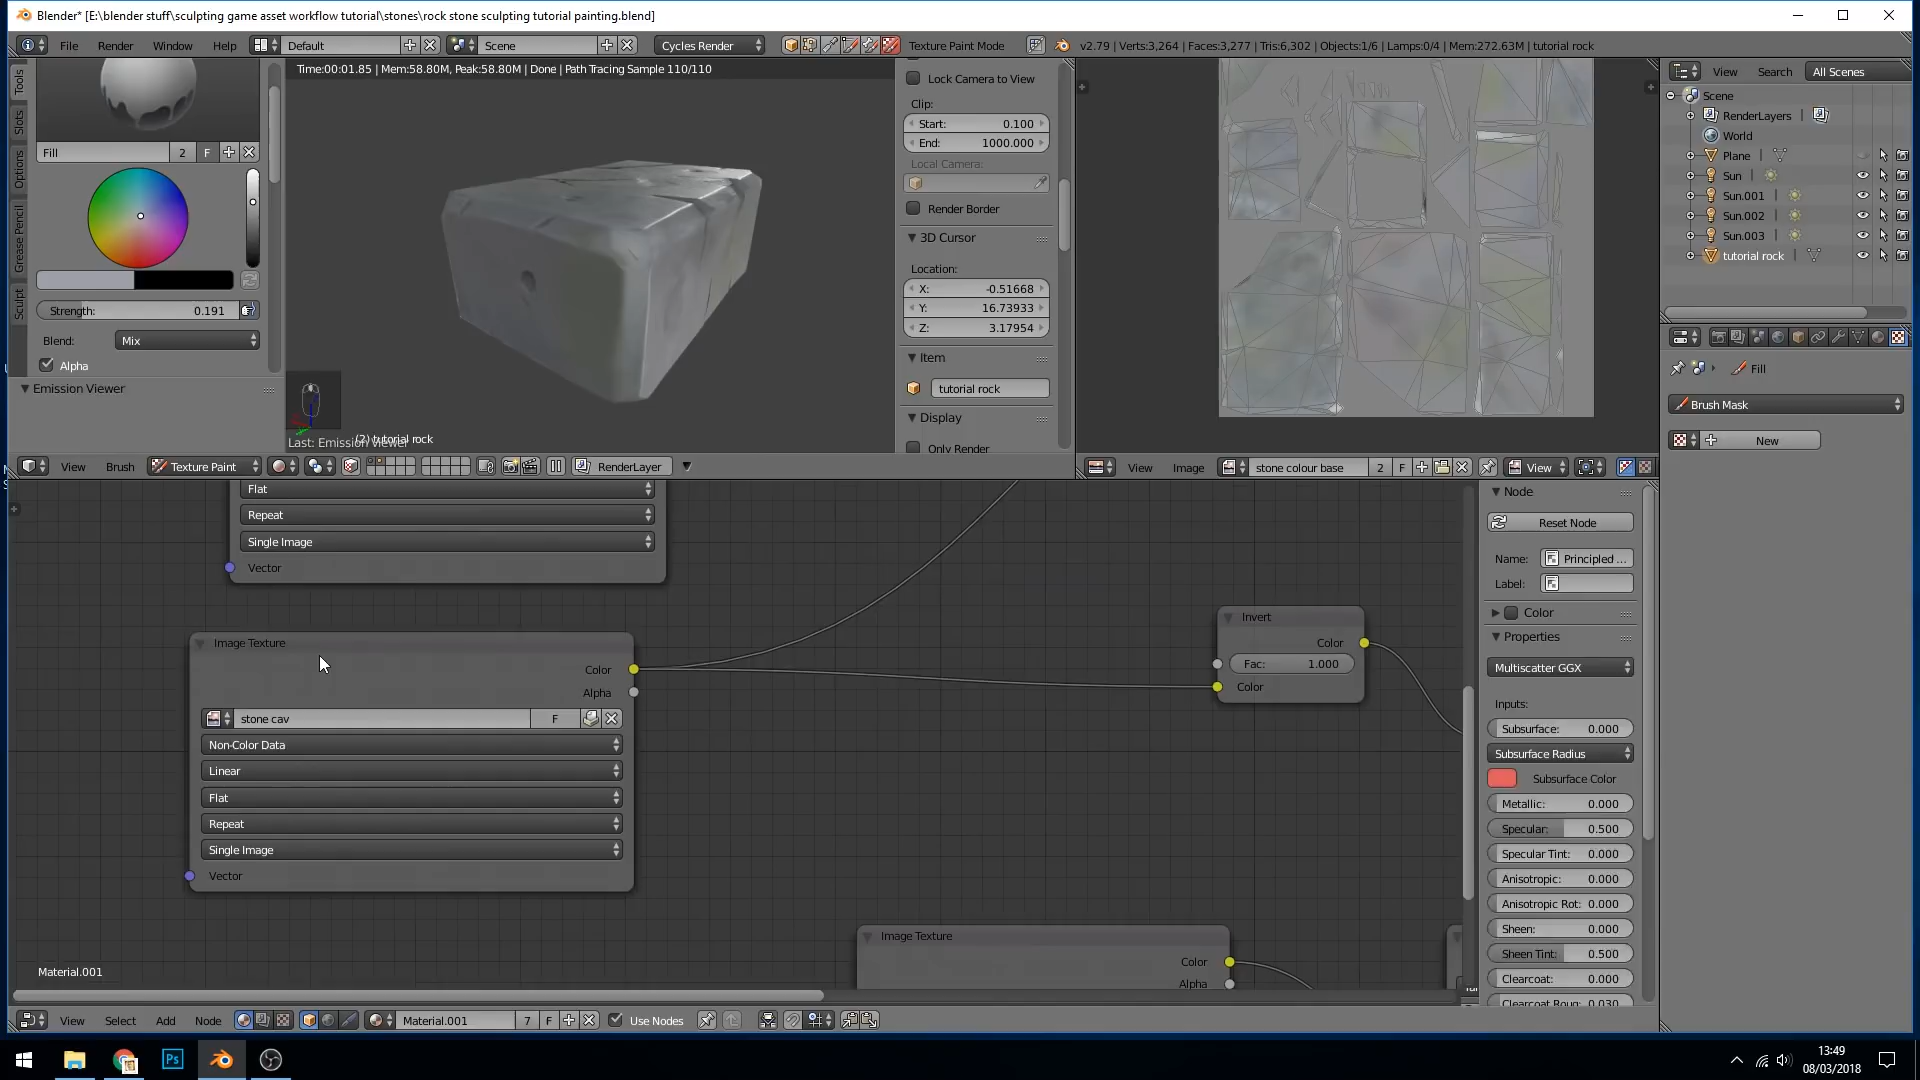 Blender* [E:\blender stuff\sculpting game asset workflow tutorial\stones\rock stone sculpting tutorial painting.blend]
File Render Window Help Default Scene Cycles Render Texture Paint Mode v2.79 | Verts:3,264 | Faces:3,277 | Tris:6,302 | Objects:1/6 | Lamps:0/4 | Mem:272.63M | tutorial rock
Tools
Slots
Options
Grease Pencil
Sculpt
Fill 2 F
Strength: 0.191
Blend: Mix
Alpha
Emission Viewer
Time:00:01.85 | Mem:58.80M, Peak:58.80M | Done | Path Tracing Sample 110/110
(2) tutorial rock
Last: Emission Viewer
View Brush Texture Paint RenderLayer
Lock Camera to View
Clip:
Start: 0.100
End: 1000.000
Local Camera:
Render Border
3D Cursor
Location:
X: -0.51668
Y: 16.73933
Z: 3.17954
Item
tutorial rock
Display
Only Render
View Image stone colour base 2 F View
View Search All Scenes
Scene
RenderLayers
World
Plane
Sun
Sun.001
Sun.002
Sun.003
tutorial rock
Fill
Brush Mask
New
Flat
Repeat
Single Image
Vector
Image Texture
Color
Alpha
stone cav F
Non-Color Data
Linear
Flat
Repeat
Single Image
Vector
Invert
Color
Fac: 1.000
Color
Image Texture
Color
Alpha
Material.001
Node
Reset Node
Name: Principled ...
Label:
Color
Properties
Multiscatter GGX
Inputs:
Subsurface: 0.000
Subsurface Radius
Subsurface Color
Metallic: 0.000
Specular: 0.500
Specular Tint: 0.000
Anisotropic: 0.000
Anisotropic Rot: 0.000
Sheen: 0.000
Sheen Tint: 0.500
Clearcoat: 0.000
Clearcoat Roug: 0.030
View Select Add Node Material.001 7 F Use Nodes
Ps
13:49
08/03/2018